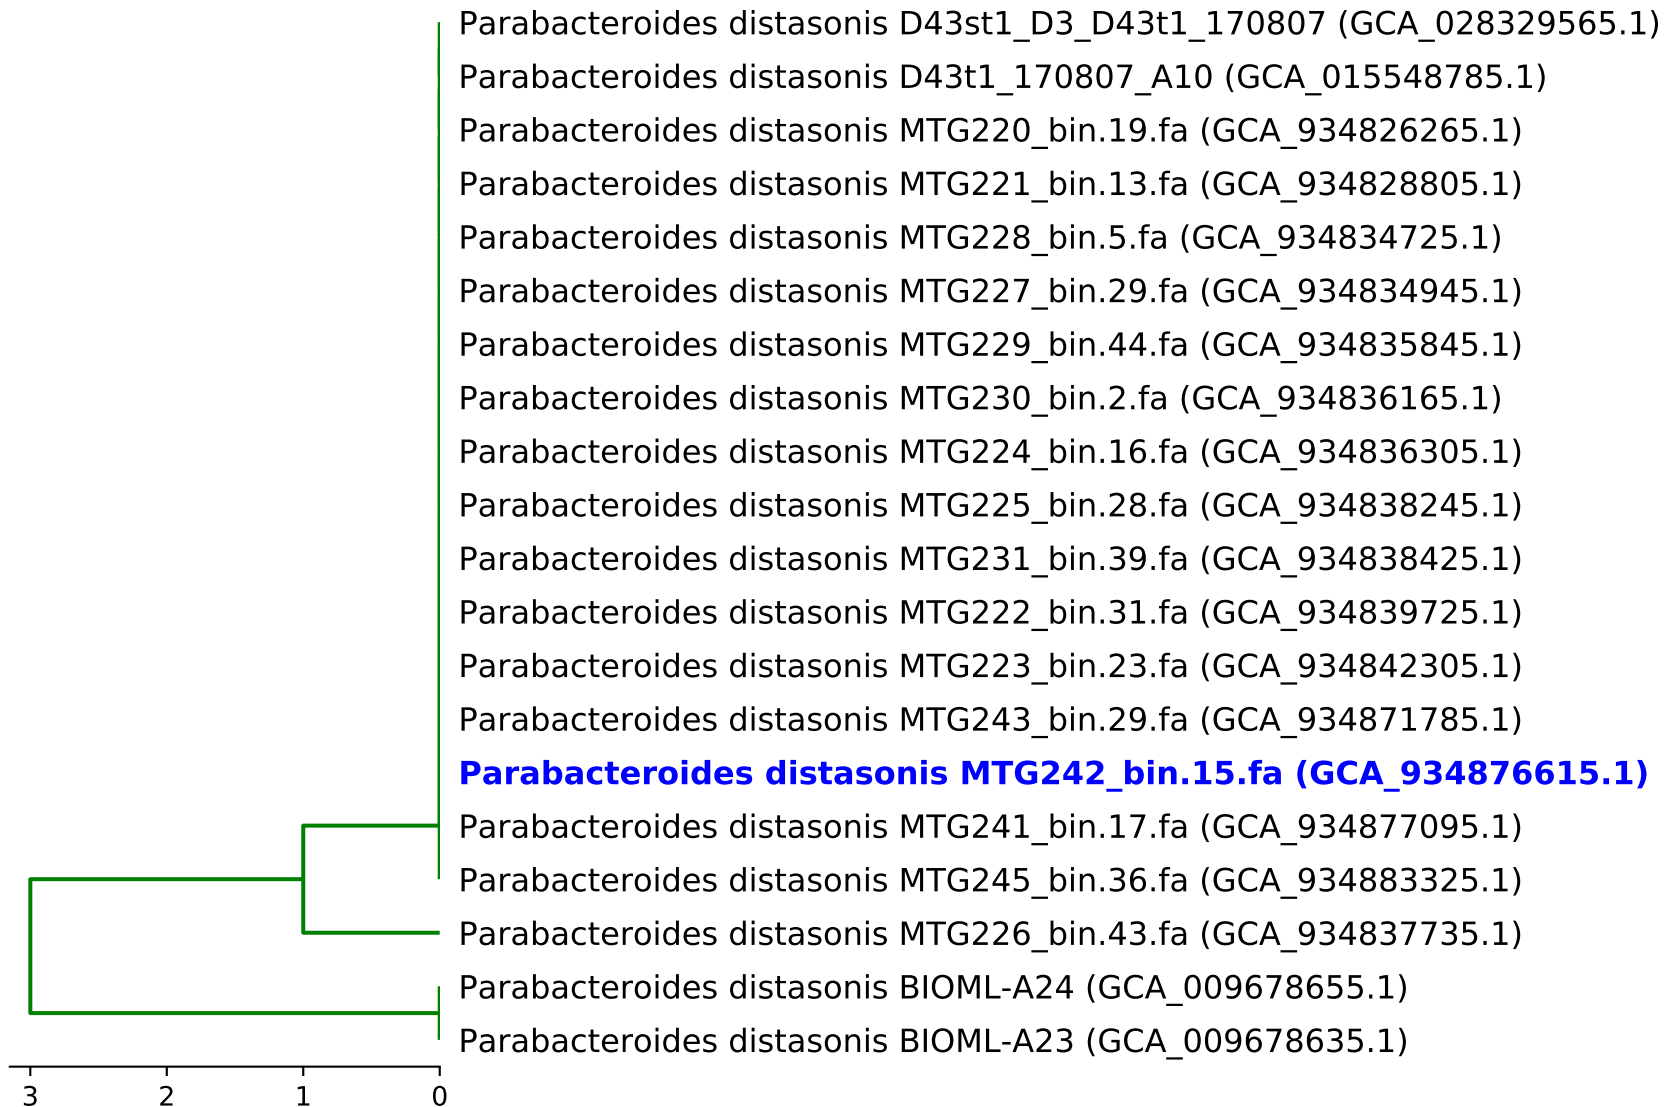 Parabacteroides distasonis D43st1_D3_D43t1_170807 (GCA_028329565.1)
Parabacteroides distasonis D43t1_170807_A10 (GCA_015548785.1)
Parabacteroides distasonis MTG220_bin.19.fa (GCA_934826265.1)
Parabacteroides distasonis MTG221_bin.13.fa (GCA_934828805.1)
Parabacteroides distasonis MTG228_bin.5.fa (GCA_934834725.1)
Parabacteroides distasonis MTG227_bin.29.fa (GCA_934834945.1)
Parabacteroides distasonis MTG229_bin.44.fa (GCA_934835845.1)
Parabacteroides distasonis MTG230_bin.2.fa (GCA_934836165.1)
Parabacteroides distasonis MTG224_bin.16.fa (GCA_934836305.1)
Parabacteroides distasonis MTG225_bin.28.fa (GCA_934838245.1)
Parabacteroides distasonis MTG231_bin.39.fa (GCA_934838425.1)
Parabacteroides distasonis MTG222_bin.31.fa (GCA_934839725.1)
Parabacteroides distasonis MTG223_bin.23.fa (GCA_934842305.1)
Parabacteroides distasonis MTG243_bin.29.fa (GCA_934871785.1)
Parabacteroides distasonis MTG242_bin.15.fa (GCA_934876615.1)
Parabacteroides distasonis MTG241_bin.17.fa (GCA_934877095.1)
Parabacteroides distasonis MTG245_bin.36.fa (GCA_934883325.1)
Parabacteroides distasonis MTG226_bin.43.fa (GCA_934837735.1)
Parabacteroides distasonis BIOML-A24 (GCA_009678655.1)
Parabacteroides distasonis BIOML-A23 (GCA_009678635.1)
3 2 1 0